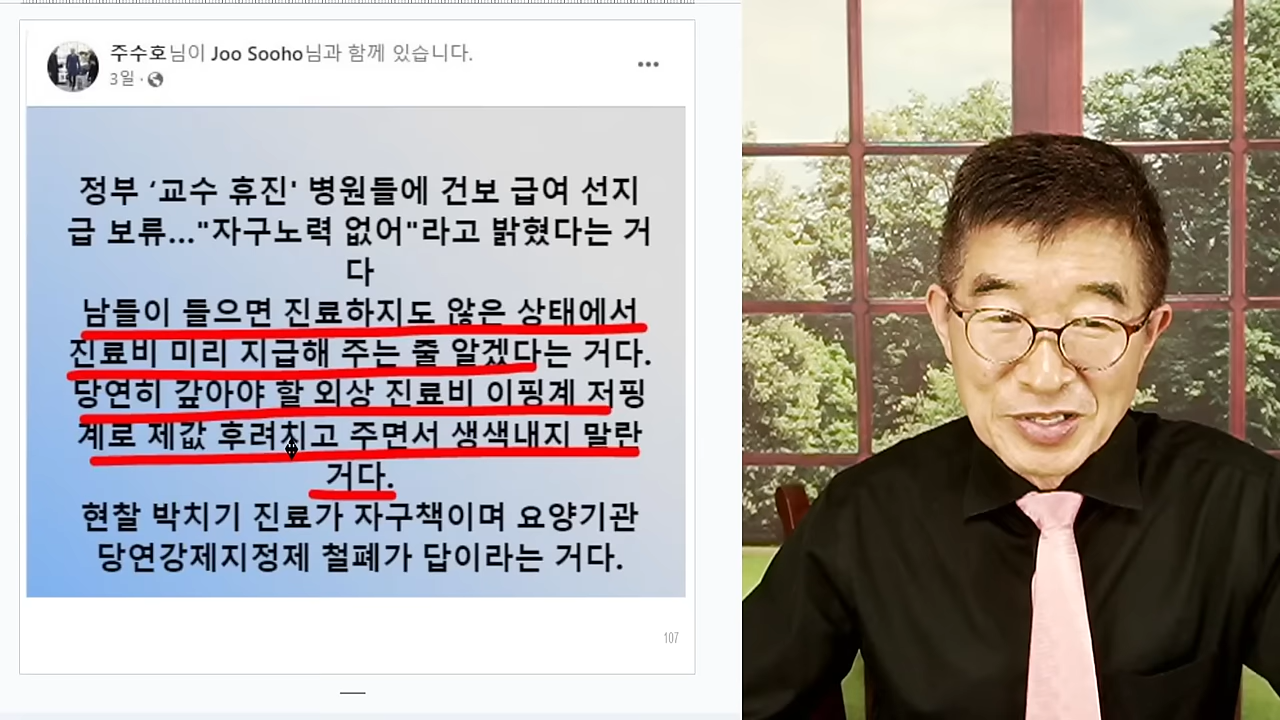 주수호님이 Joo Sooho님과 함께 있습니다.
3일 ·
정부 ‘교수 휴진' 병원들에 건보 급여 선지
급 보류..."자구노력 없어"라고 밝혔다는 거
다
남들이 들으면 진료하지도 않은 상태에서
진료비 미리 지급해 주는 줄 알겠다는 거다.
당연히 갚아야 할 외상 진료비 이핑계 저핑
계로 제값 후려치고 주면서 생색내지 말란
거다.
현찰 박치기 진료가 자구책이며 요양기관
당연강제지정제 철폐가 답이라는 거다.
107